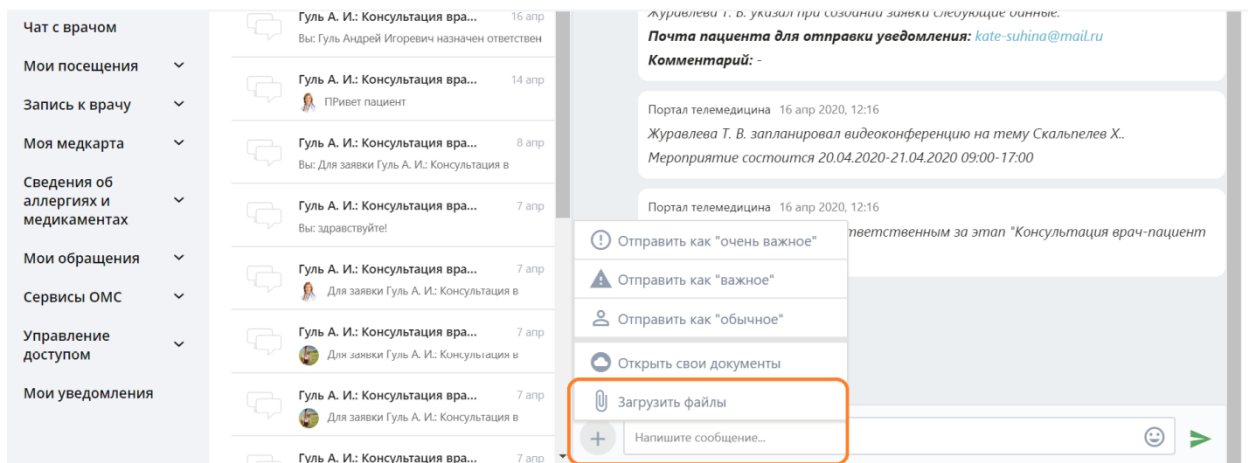 Чат с врачом
Мои посещения
Запись к врачу
Моя медкарта
Сведения об
аллергиях и
медикаментах
Мои обращения
Сервисы ОМС
Управление
доступом
Мои уведомления
Гуль А. И.: Консультация вра... 16 апр
Вы: Гуль Андрей Игоревич назначен ответствен
Гуль А. И.: Консультация вра... 14 апр
ПРивет пациент
Гуль А. И.: Консультация вра... 8 апр
Вы: Для заявки Гуль А. И.: Консультация в
Гуль А. И.: Консультация вра... 7 апр
Вы: здравствуйте!
Гуль А. И.: Консультация вра... 7 апр
Для заявки Гуль А. И.: Консультация в
Гуль А. И.: Консультация вра... 7 апр
Для заявки Гуль А. И.: Консультация в
Гуль А. И.: Консультация вра... 7 апр
Для заявки Гуль А. И.: Консультация в
Гуль А. И.: Консультация вра... 7 апр
Журавлева Т. В. указал при создании заявки следующие данные:
Почта пациента для отправки уведомления: kate-suhina@mail.ru
Комментарий: -
Портал телемедицина 16 апр 2020, 12:16
Журавлева Т. В. запланировал видеоконференцию на тему Скальпелев Х..
Мероприятие состоится 20.04.2020-21.04.2020 09:00-17:00
Портал телемедицина 16 апр 2020, 12:16
тветственным за этап "Консультация врач-пациент
Отправить как "очень важное"
Отправить как "важное"
Отправить как "обычное"
Открыть свои документы
Загрузить файлы
Напишите сообщение...